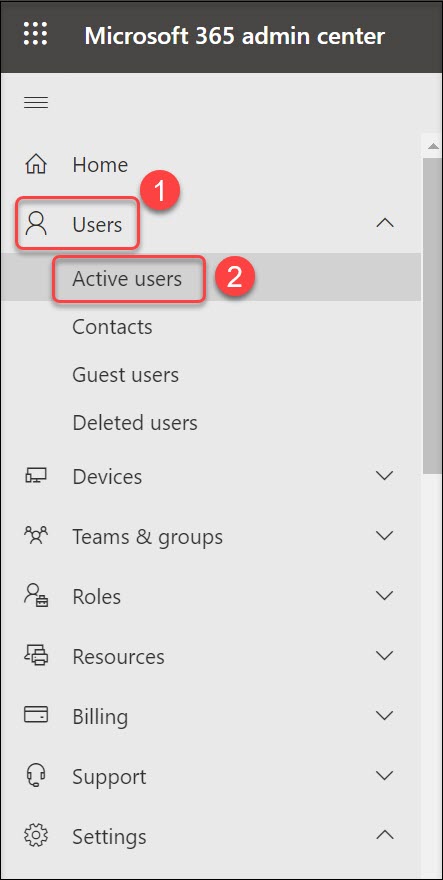 Microsoft 365 admin center
Home
1
Users
Active users
2
Contacts
Guest users
Deleted users
Devices
Teams & groups
Roles
Resources
Billing
Support
Settings